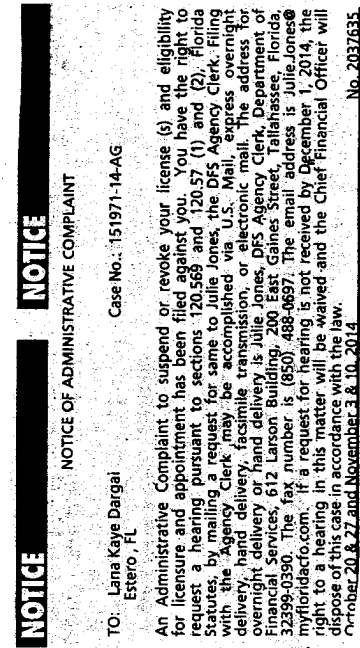 NOTICE NOTICE
NOTICE OF ADMINISTRATIVE COMPLAINT
TO: Lana Kaye Dargai Case No.: 151971-14-AG
Estero , FL
An Administrative Complaint to suspend or revoke your license (s) and eligibility
for licensure and appointment has been filed against you. You have the right to
request a hearing pursuant to sections 120.569 and 120.57 (1) and (2), Florida
Statutes, by mailing a request for same to Julie Jones, the DFS Agency Clerk. Filing
with the Agency Clerk may be accomplished via U.S. Mail, express overnight
delivery, hand delivery, facsimile transmission, or electronic mail. The address for
overnight delivery or hand delivery is Julie Jones, DFS Agency Clerk, Department of
Financial Services, 612 Larson Building, 200 East Gaines Street, Tallahassee, Florida,
32399-0390. The fax number is (850) 488-0697. The email address is Julie.Jones@
myfloridacfo.com. If a request for hearing is not received by December 1, 2014, the
right to a hearing in this matter will be waived and the Chief Financial Officer will
dispose of this case in accordance with the law.
October 20 & 27, and November 3 & 10, 2014 No. 2037635